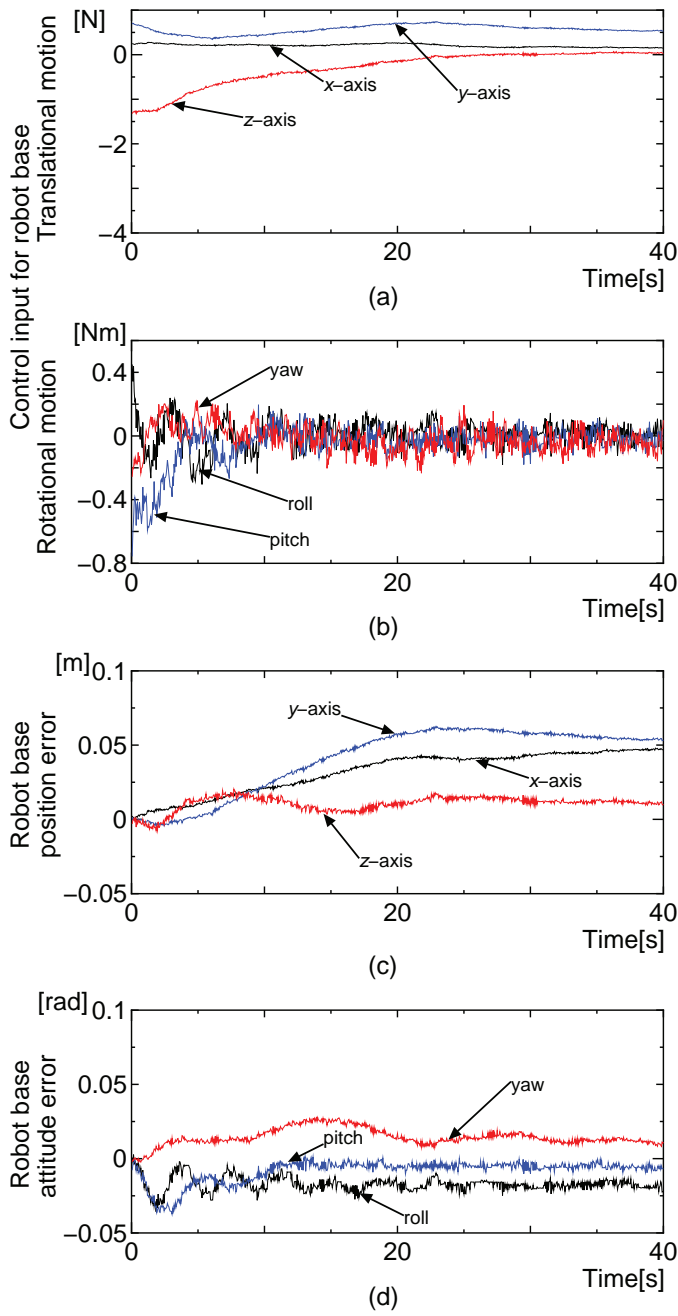 Control input for robot base
Translational motion
[N]
0
−2
−4
x−axis
y−axis
z−axis
0
20
40
Time[s]
(a)
Rotational motion
[Nm]
0.4
0
−0.4
−0.8
yaw
roll
pitch
0
20
40
Time[s]
(b)
Robot base
position error
[m]
0.1
0.05
0
−0.05
y−axis
x−axis
z−axis
0
20
40
Time[s]
(c)
Robot base
attitude error
[rad]
0.1
0.05
0
−0.05
yaw
pitch
roll
0
20
40
Time[s]
(d)